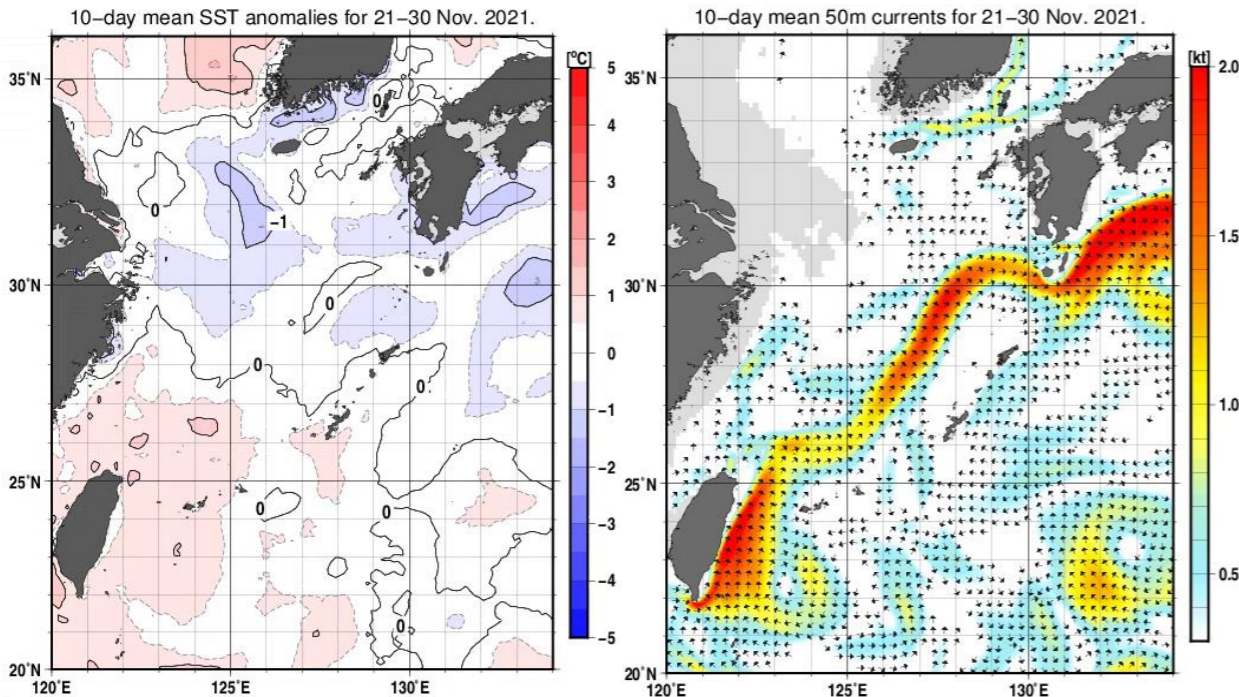 10-day mean SST anomalies for 21-30 Nov. 2021.
[°C]
35°N
30°N
25°N
20°N
120°E
125°E
130°E
0
0
-1
0
0
0
0
0
0
5
4
3
2
1
0
-1
-2
-3
-4
-5
10-day mean 50m currents for 21-30 Nov. 2021.
[kt]
35°N
30°N
25°N
20°N
120°E
125°E
130°E
2.0
1.5
1.0
0.5